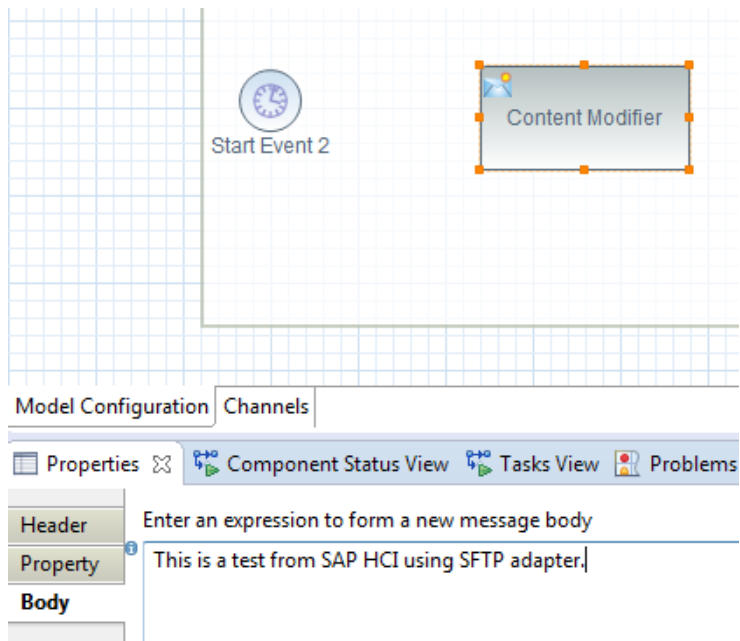 Content Modifier
Start Event 2
Model Configuration Channels
Properties Component Status View Tasks View Problems
Header Enter an expression to form a new message body
Property This is a test from SAP HCI using SFTP adapter.
Body